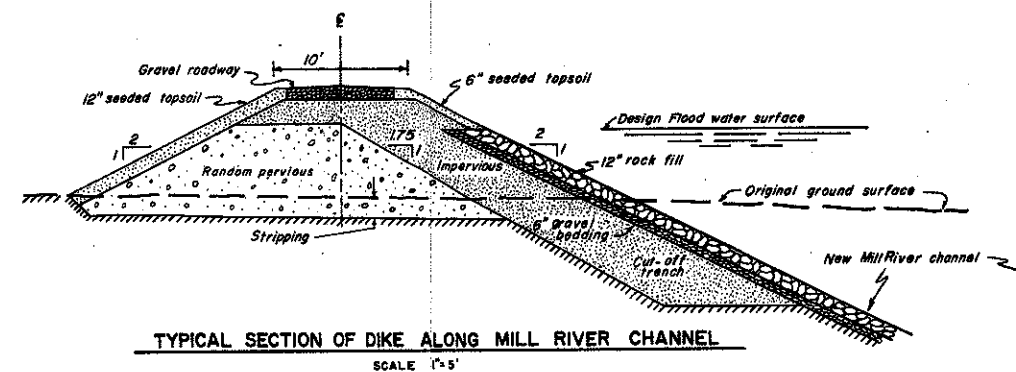 ℄
10'
Gravel roadway
6" seeded topsoil
12" seeded topsoil
Design Flood water surface
2
1
1.75
1
2
1
12" rock fill
Impervious
Random pervious
Original ground surface
6" gravel
bedding
Stripping
Cut-off
trench
New Mill River channel
TYPICAL SECTION OF DIKE ALONG MILL RIVER CHANNEL
SCALE 1"=5'